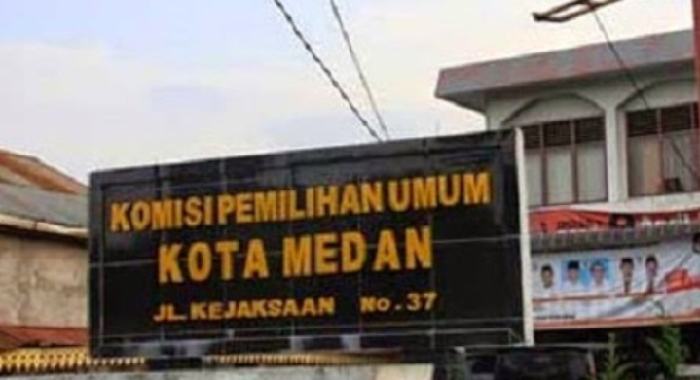 KOMISI PEMILIHAN UMUM
KOTA MEDAN
JL. KEJAKSAAN No. 37